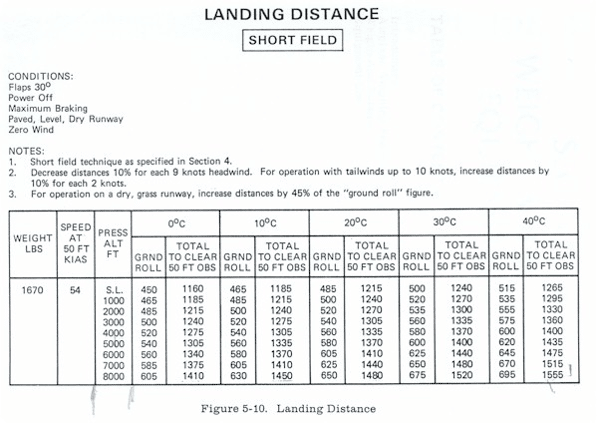 LANDING DISTANCE
SHORT FIELD
CONDITIONS:
Flaps 30º
Power Off
Maximum Braking
Paved, Level, Dry Runway
Zero Wind
NOTES:
1. Short field technique as specified in Section 4.
2. Decrease distances 10% for each 9 knots headwind. For operation with tailwinds up to 10 knots, increase distances by
10% for each 2 knots.
3. For operation on a dry, grass runway, increase distances by 45% of the "ground roll" figure.
WEIGHT LBS SPEED AT 50 FT KIAS PRESS ALT FT 0ºC 10ºC 20ºC 30ºC 40ºC
GRND ROLL TOTAL TO CLEAR 50 FT OBS GRND ROLL TOTAL TO CLEAR 50 FT OBS GRND ROLL TOTAL TO CLEAR 50 FT OBS GRND ROLL TOTAL TO CLEAR 50 FT OBS GRND ROLL TOTAL TO CLEAR 50 FT OBS
1670 54 S.L. 450 1160 465 1185 485 1215 500 1240 515 1265
1000 465 1185 485 1215 500 1240 520 1270 535 1295
2000 485 1215 500 1240 520 1270 535 1300 555 1330
3000 500 1240 520 1275 540 1305 560 1335 575 1360
4000 520 1275 540 1305 560 1335 580 1370 600 1400
5000 540 1305 560 1335 580 1370 600 1400 620 1435
6000 560 1340 580 1370 605 1410 625 1440 645 1475
7000 585 1375 605 1410 625 1440 650 1480 670 1515
8000 605 1410 630 1450 650 1480 675 1520 695 1555
Figure 5-10. Landing Distance